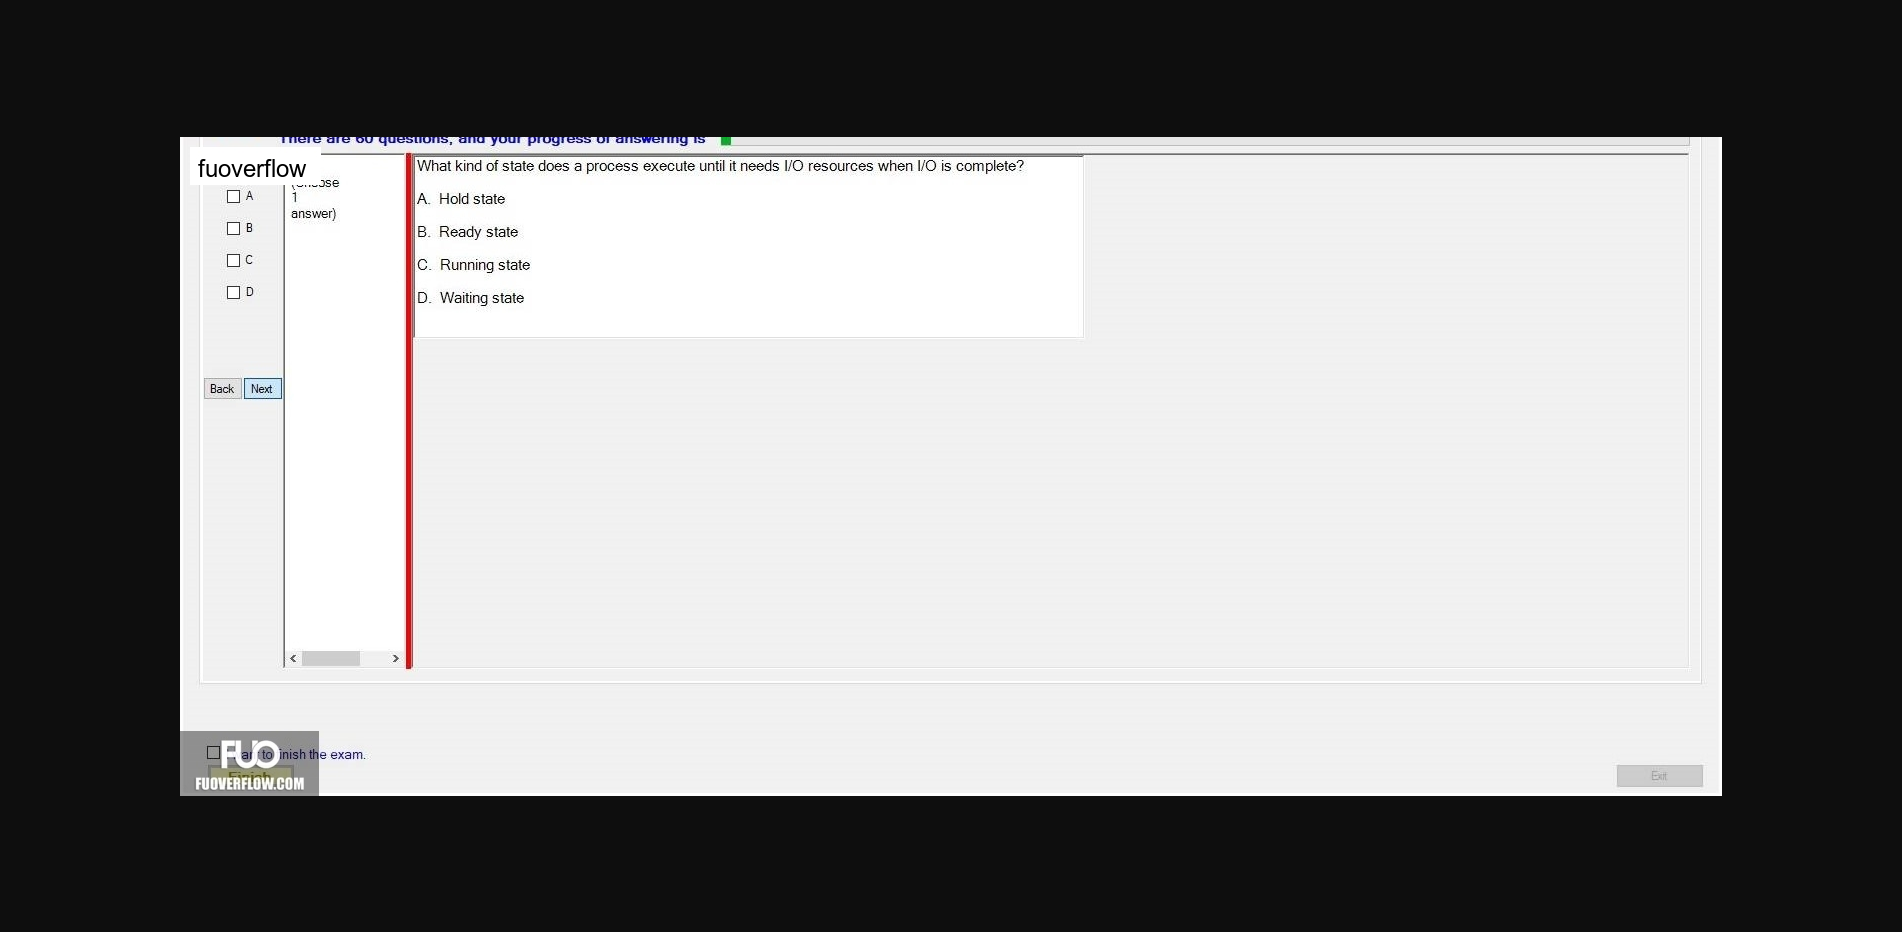 There are 60 questions, and your progress of answering is
fuoverflow
(Choose
1
answer)
A
B
C
D
What kind of state does a process execute until it needs I/O resources when I/O is complete?
A. Hold state
B. Ready state
C. Running state
D. Waiting state
Back Next
to finish the exam.
FUO
Finish
FUOVERFLOW.COM
Exit